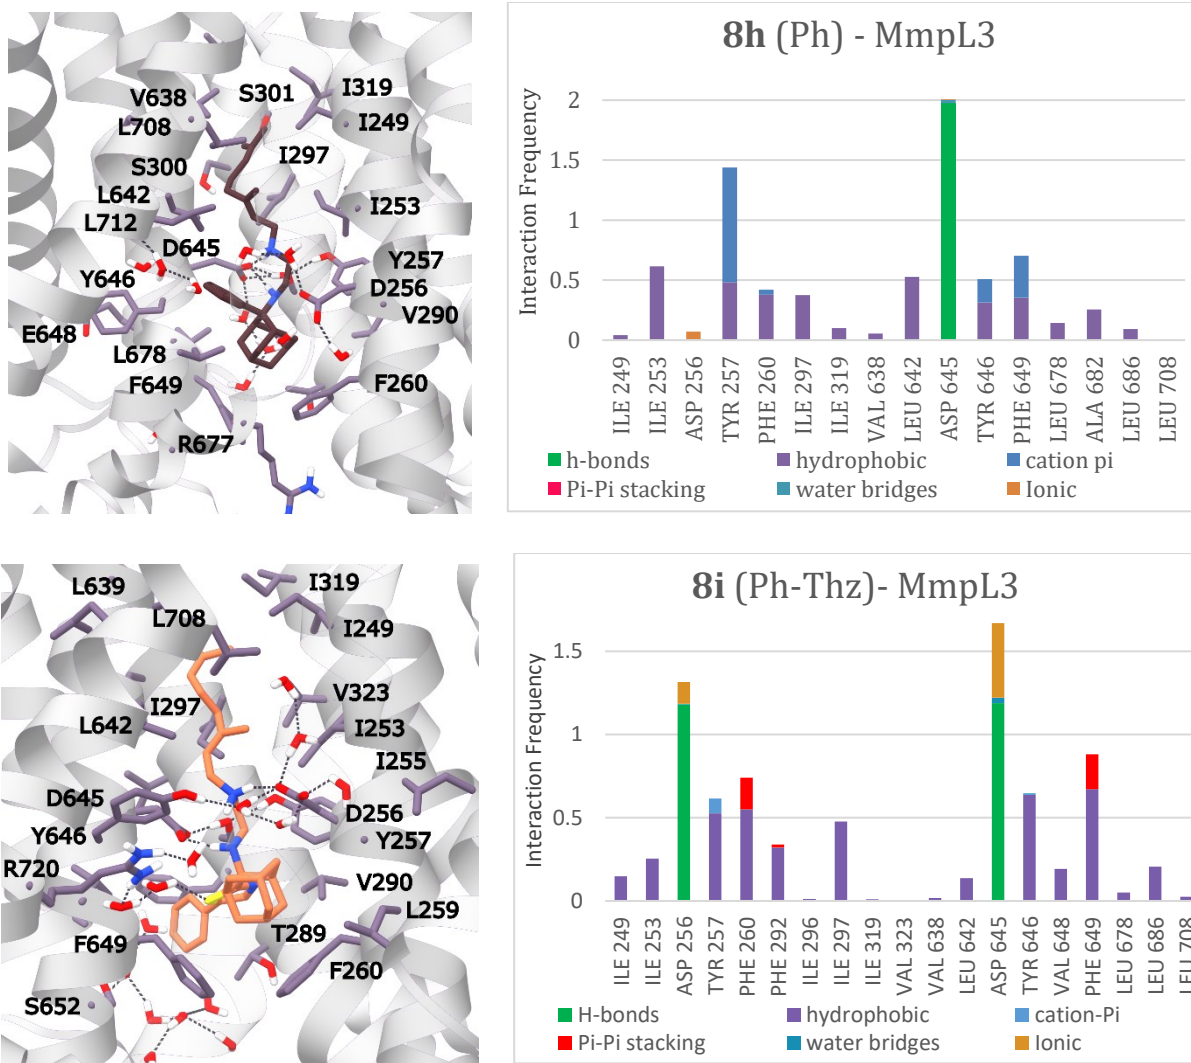 V638
S301
I319
L708
I249
S300
I297
L642
I253
L712
D645
Y257
Y646
D256
V290
E648
L678
F649
F260
R677
8h (Ph) - MmpL3
Interaction Frequency
2
1.5
1
0.5
0
ILE 249
ILE 253
ASP 256
TYR 257
PHE 260
ILE 297
ILE 319
VAL 638
LEU 642
ASP 645
TYR 646
PHE 649
LEU 678
ALA 682
LEU 686
LEU 708
h-bonds
hydrophobic
cation pi
Pi-Pi stacking
water bridges
Ionic
L639
I319
L708
I249
I297
V323
L642
I253
I255
D645
D256
Y646
Y257
R720
V290
L259
F649
T289
F260
S652
8i (Ph-Thz)- MmpL3
Interaction Frequency
1.5
1
0.5
0
ILE 249
ILE 253
ASP 256
TYR 257
PHE 260
PHE 292
ILE 296
ILE 297
ILE 319
VAL 323
VAL 638
LEU 642
ASP 645
TYR 646
VAL 648
PHE 649
LEU 678
LEU 686
LEU 708
H-bonds
hydrophobic
cation-Pi
Pi-Pi stacking
water bridges
Ionic